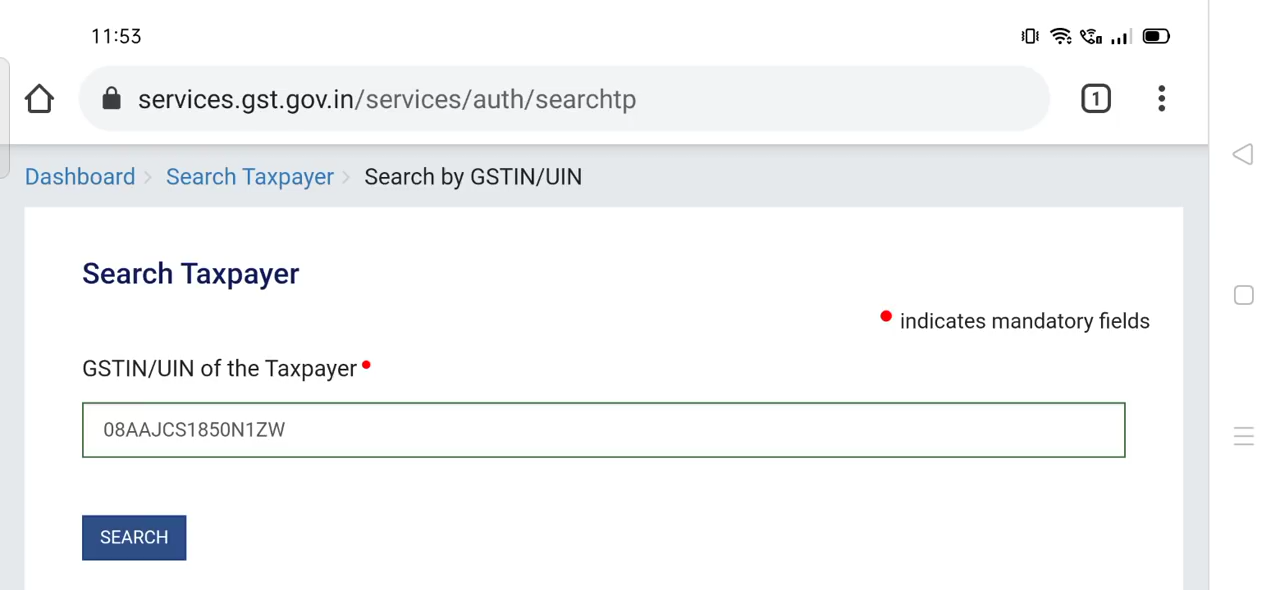 11:53
services.gst.gov.in/services/auth/searchtp
1
Dashboard > Search Taxpayer > Search by GSTIN/UIN
Search Taxpayer
• indicates mandatory fields
GSTIN/UIN of the Taxpayer •
08AAJCS1850N1ZW
SEARCH